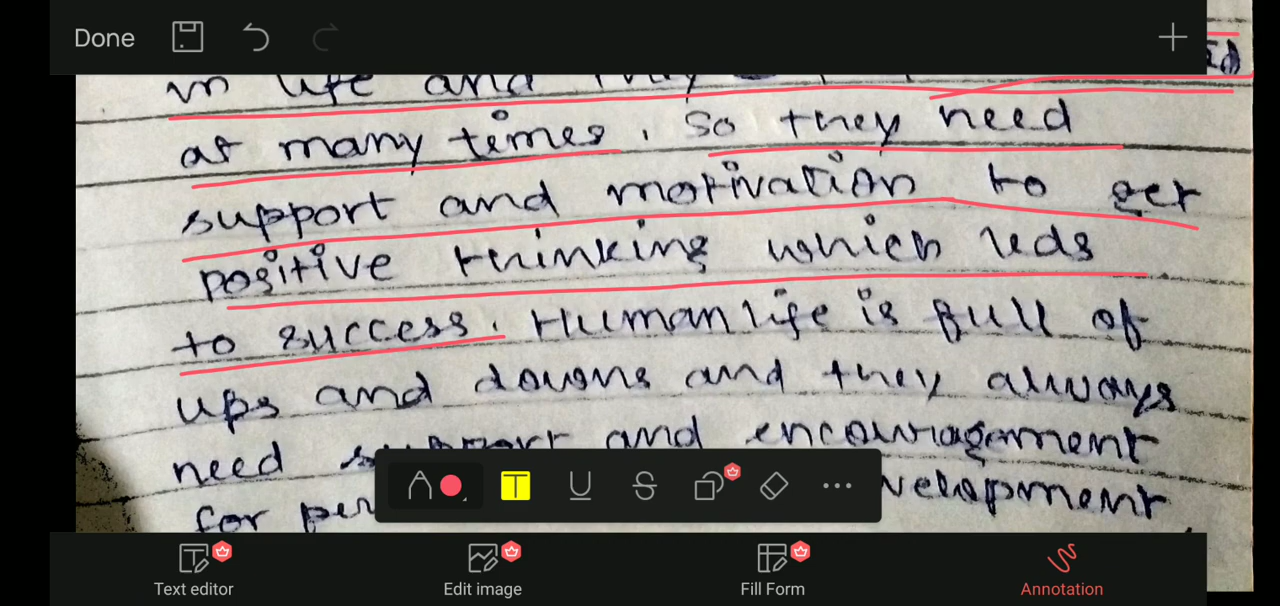 Done
in life and they
at many times. So they need
support and motivation to get
positive thinking which leds
to success. Human life is full of
ups and downs and they always
need support and encouragement
for velopment
Text editor Edit image Fill Form Annotation